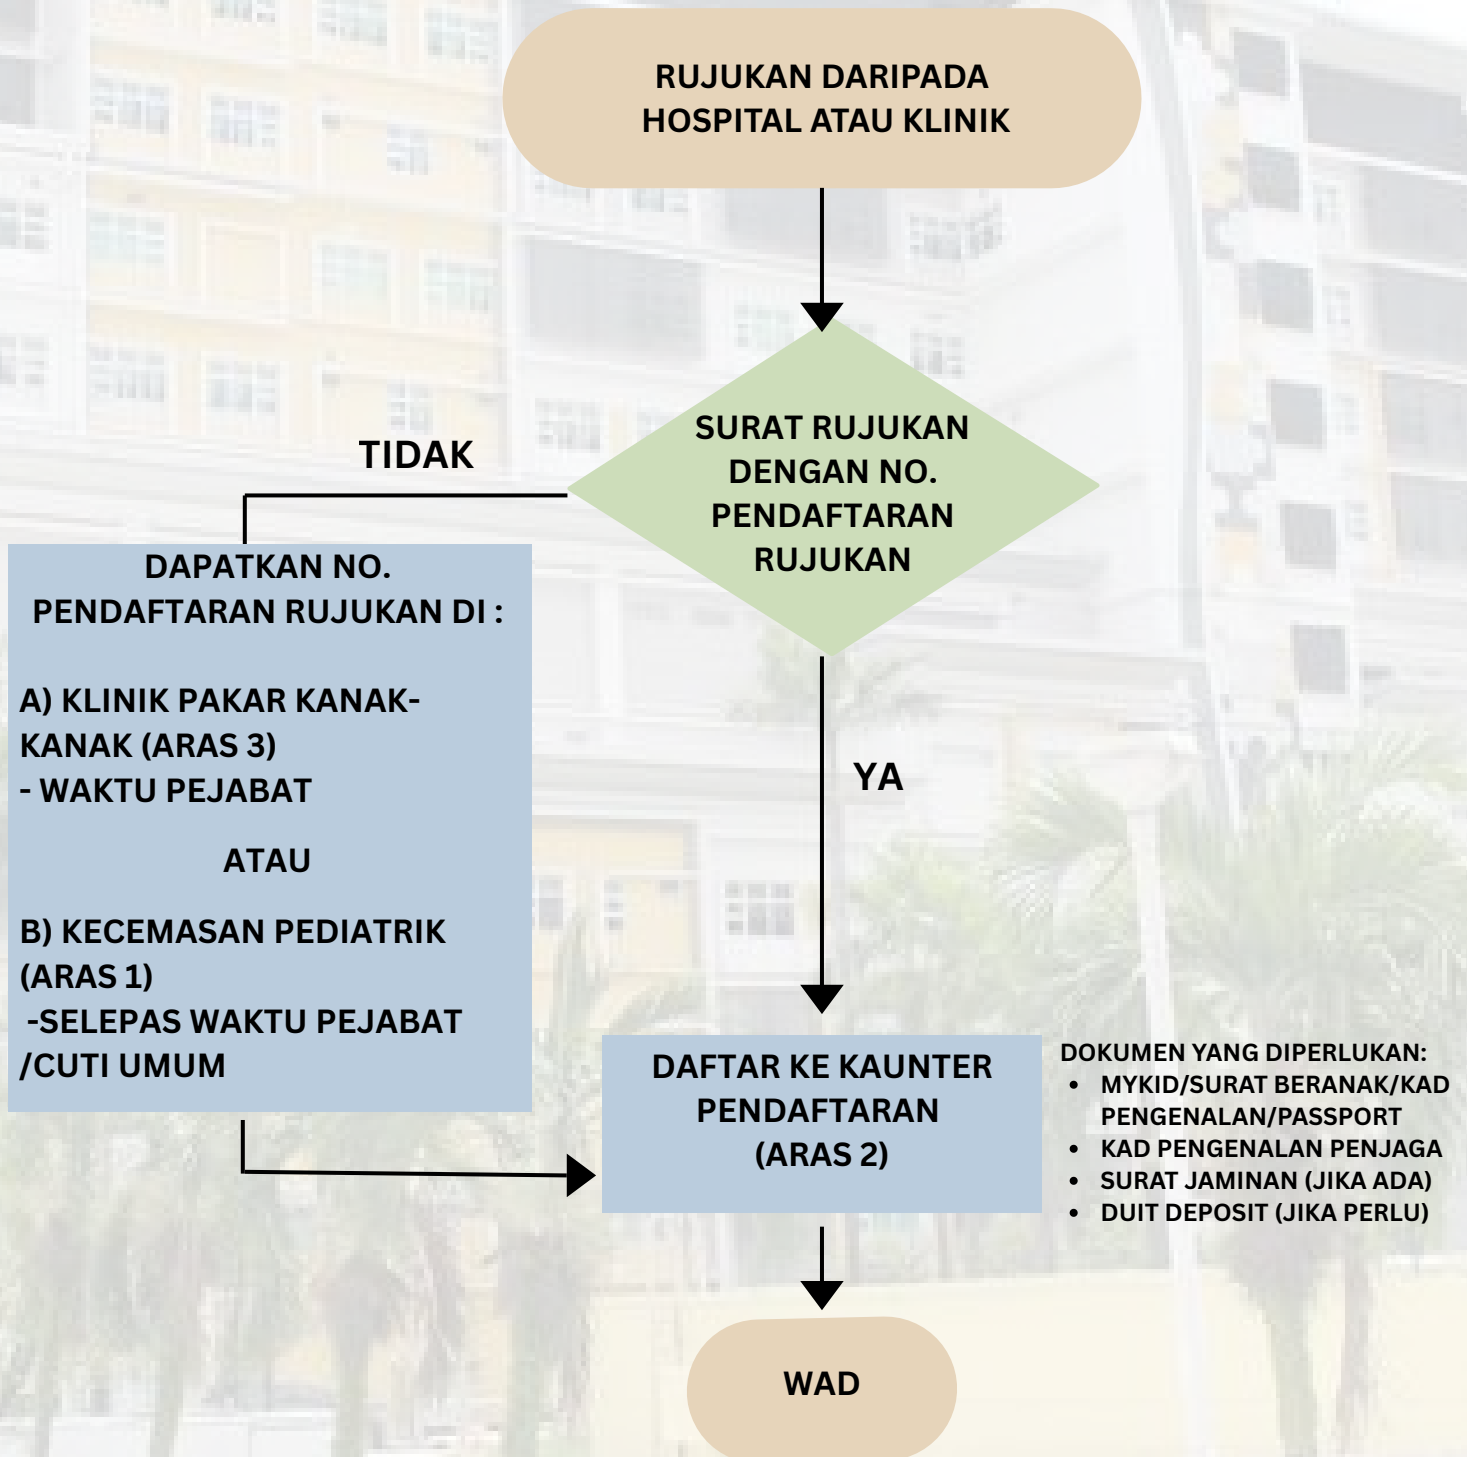 RUJUKAN DARIPADA
HOSPITAL ATAU KLINIK
SURAT RUJUKAN
DENGAN NO.
PENDAFTARAN
RUJUKAN
TIDAK
DAPATKAN NO.
PENDAFTARAN RUJUKAN DI :
A) KLINIK PAKAR KANAK-
KANAK (ARAS 3)
- WAKTU PEJABAT
ATAU
B) KECEMASAN PEDIATRIK
(ARAS 1)
-SELEPAS WAKTU PEJABAT
/CUTI UMUM
YA
DAFTAR KE KAUNTER
PENDAFTARAN
(ARAS 2)
DOKUMEN YANG DIPERLUKAN:
• MYKID/SURAT BERANAK/KAD
PENGENALAN/PASSPORT
• KAD PENGENALAN PENJAGA
• SURAT JAMINAN (JIKA ADA)
• DUIT DEPOSIT (JIKA PERLU)
WAD